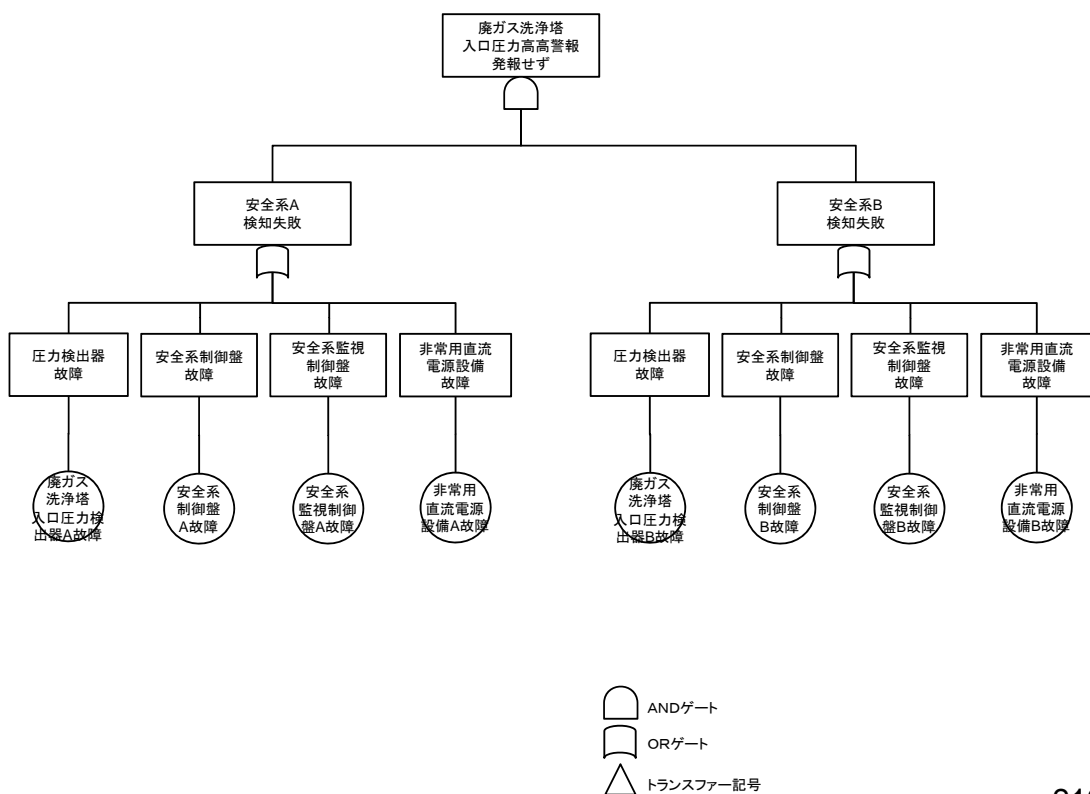 廃ガス洗浄塔
入口圧力高高警報
発報せず
安全系A
検知失敗
安全系B
検知失敗
圧力検出器
故障
安全系制御盤
故障
安全系監視
制御盤
故障
非常用直流
電源設備
故障
圧力検出器
故障
安全系制御盤
故障
安全系監視
制御盤
故障
非常用直流
電源設備
故障
廃ガス
洗浄塔
入口圧力検
出器A故障
安全系
制御盤
A故障
安全系
監視制御
盤A故障
非常用
直流電源
設備A故障
廃ガス
洗浄塔
入口圧力検
出器B故障
安全系
制御盤
B故障
安全系
監視制御
盤B故障
非常用
直流電源
設備B故障
ANDゲート
ORゲート
トランスファー記号